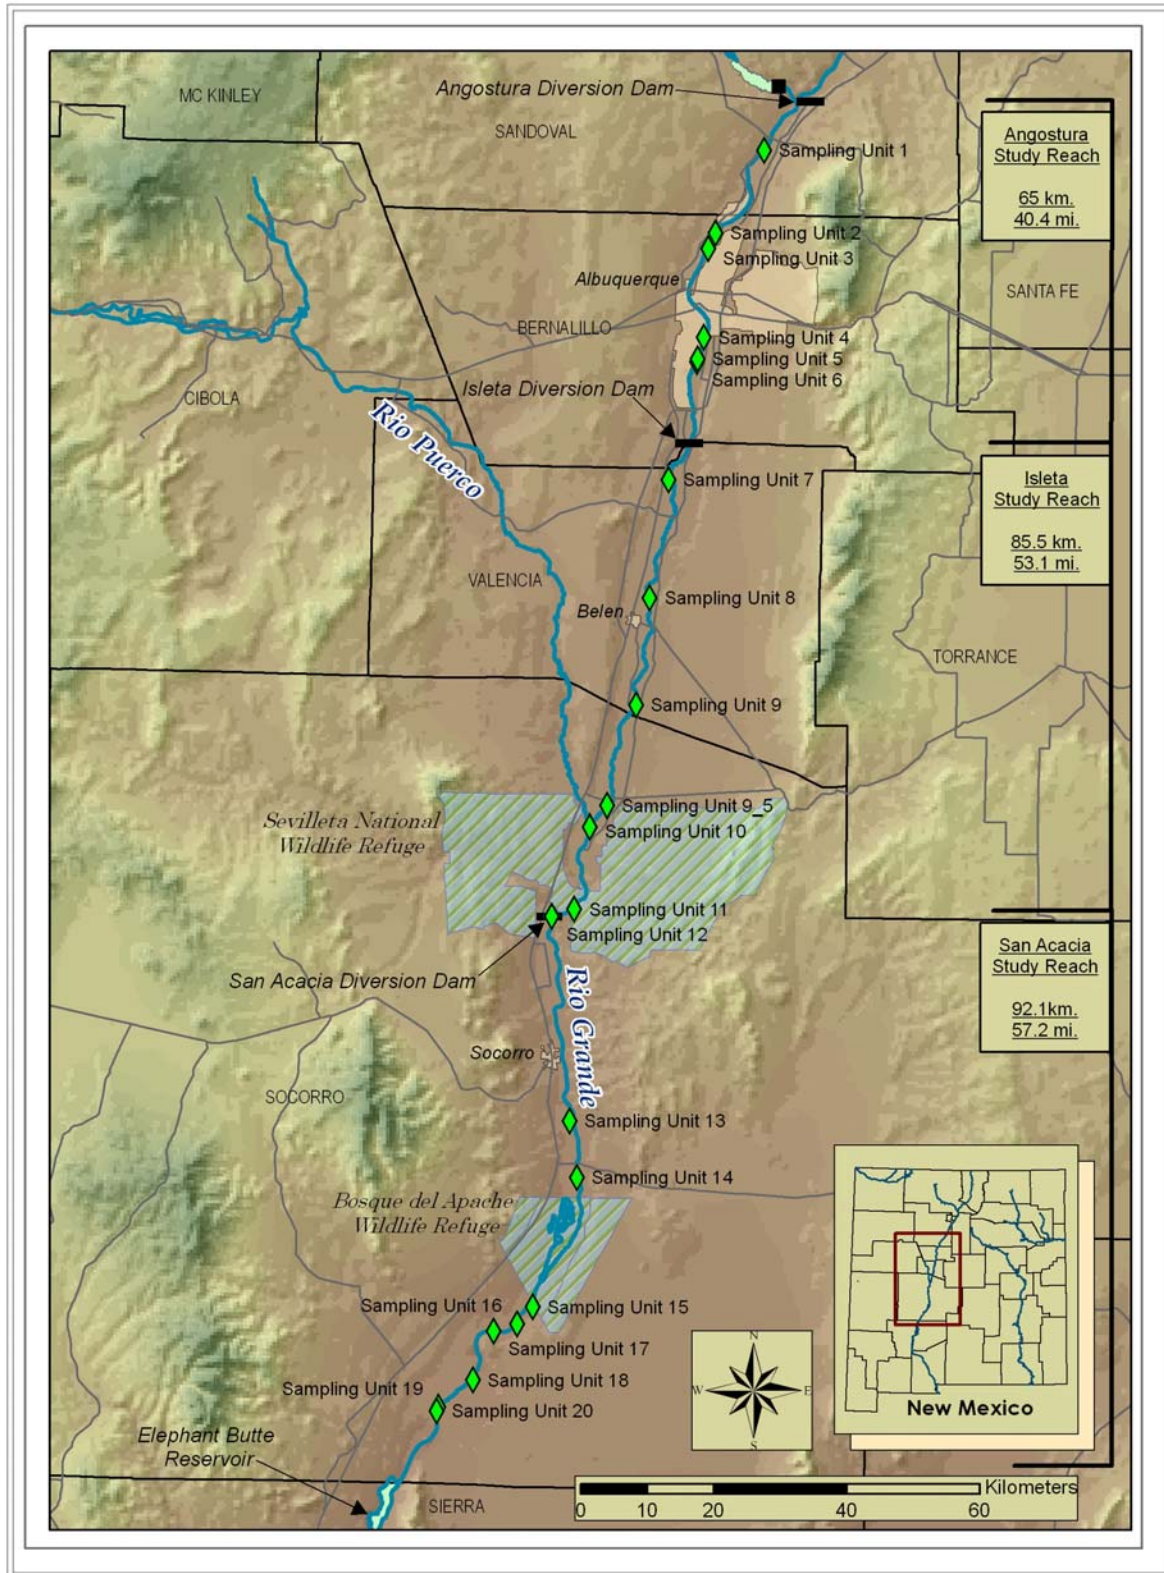 MC KINLEY
Angostura Diversion Dam
SANDOVAL
Sampling Unit 1
Angostura
Study Reach
65 km.
40.4 mi.
Sampling Unit 2
Sampling Unit 3
Albuquerque
SANTA FE
BERNALILLO
Sampling Unit 4
Sampling Unit 5
Sampling Unit 6
Isleta Diversion Dam
CIBOLA
Rio Puerco
Isleta
Study Reach
85.5 km.
53.1 mi.
Sampling Unit 7
VALENCIA
Sampling Unit 8
Belen
TORRANCE
Sampling Unit 9
Sampling Unit 9_5
Sevilleta National
Wildlife Refuge
Sampling Unit 10
Sampling Unit 11
Sampling Unit 12
San Acacia Diversion Dam
San Acacia
Study Reach
92.1km.
57.2 mi.
Rio Grande
Socorro
SOCORRO
Sampling Unit 13
Sampling Unit 14
Bosque del Apache
Wildlife Refuge
Sampling Unit 16
Sampling Unit 15
Sampling Unit 17
Sampling Unit 18
Sampling Unit 19
Sampling Unit 20
Elephant Butte
Reservoir
SIERRA
N
W
E
S
New Mexico
Kilometers
0 10 20 40 60